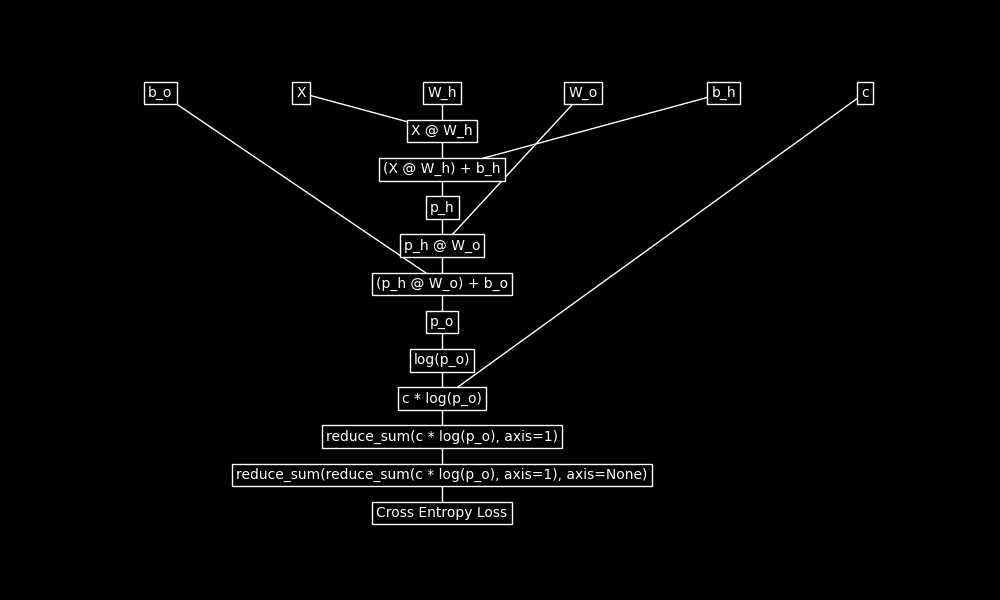 b_o
X
W_h
W_o
b_h
c
X @ W_h
(X @ W_h) + b_h
p_h
p_h @ W_o
(p_h @ W_o) + b_o
p_o
log(p_o)
c * log(p_o)
reduce_sum(c * log(p_o), axis=1)
reduce_sum(reduce_sum(c * log(p_o), axis=1), axis=None)
Cross Entropy Loss